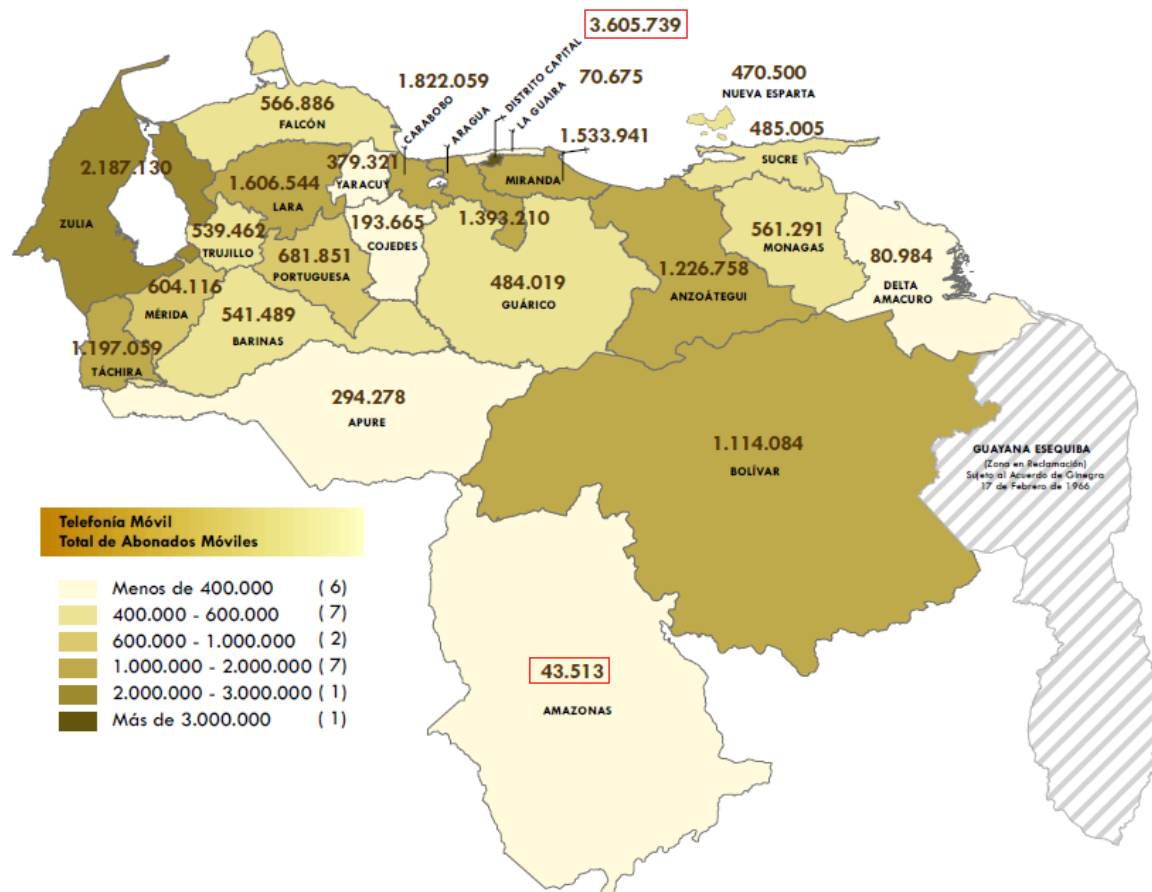 3.605.739
DISTRITO CAPITAL
70.675
LA GUAIRA
1.822.059
CARABOBO
ARAGUA
1.533.941
MIRANDA
470.500
NUEVA ESPARTA
485.005
SUCRE
566.886
FALCÓN
2.187.130
ZULIA
379.321
YARACUY
1.606.544
LARA
193.665
COJEDES
1.393.210
539.462
TRUJILLO
681.851
PORTUGUESA
561.291
MONAGAS
80.984
DELTA
AMACURO
1.226.758
ANZOÁTEGUI
484.019
GUÁRICO
604.116
MÉRIDA
541.489
BARINAS
1.197.059
TÁCHIRA
294.278
APURE
1.114.084
BOLÍVAR
GUAYANA ESEQUIBA
(Zona en Reclamación)
Sujeto al Acuerdo de Ginegra
17 de Febrero de 1966
43.513
AMAZONAS
Telefonía Móvil
Total de Abonados Móviles
Menos de 400.000 ( 6)
400.000 - 600.000 ( 7)
600.000 - 1.000.000 ( 2)
1.000.000 - 2.000.000 ( 7)
2.000.000 - 3.000.000 ( 1)
Más de 3.000.000 ( 1)